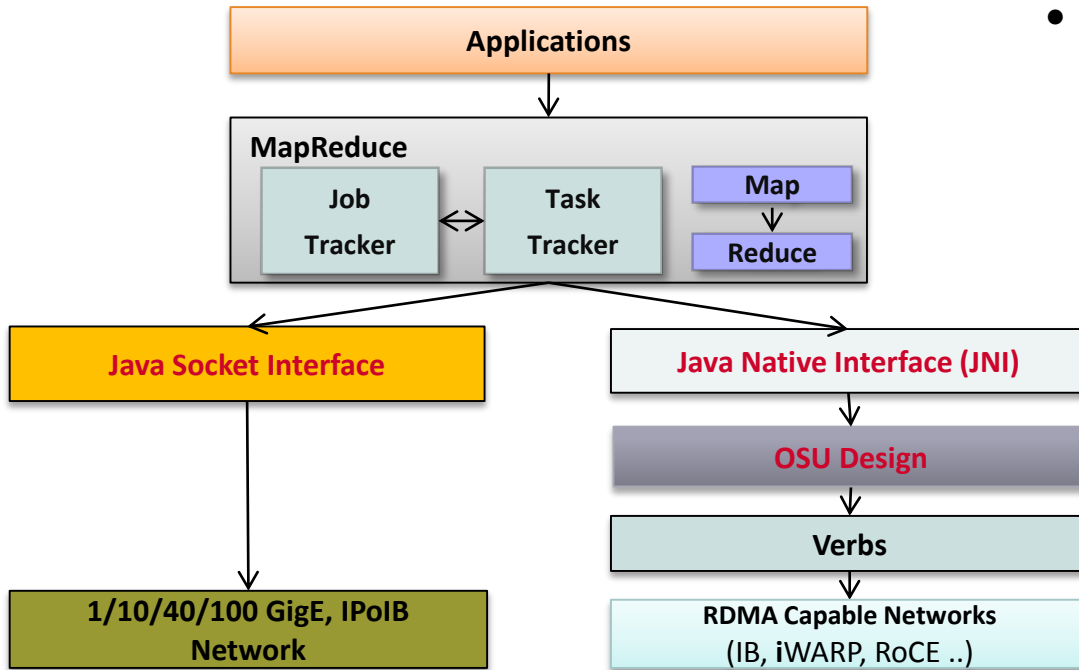 •
Applications
MapReduce
Job
Tracker
Task
Tracker
Map
Reduce
Java Socket Interface
Java Native Interface (JNI)
OSU Design
Verbs
1/10/40/100 GigE, IPoIB
Network
RDMA Capable Networks
(IB, iWARP, RoCE ..)